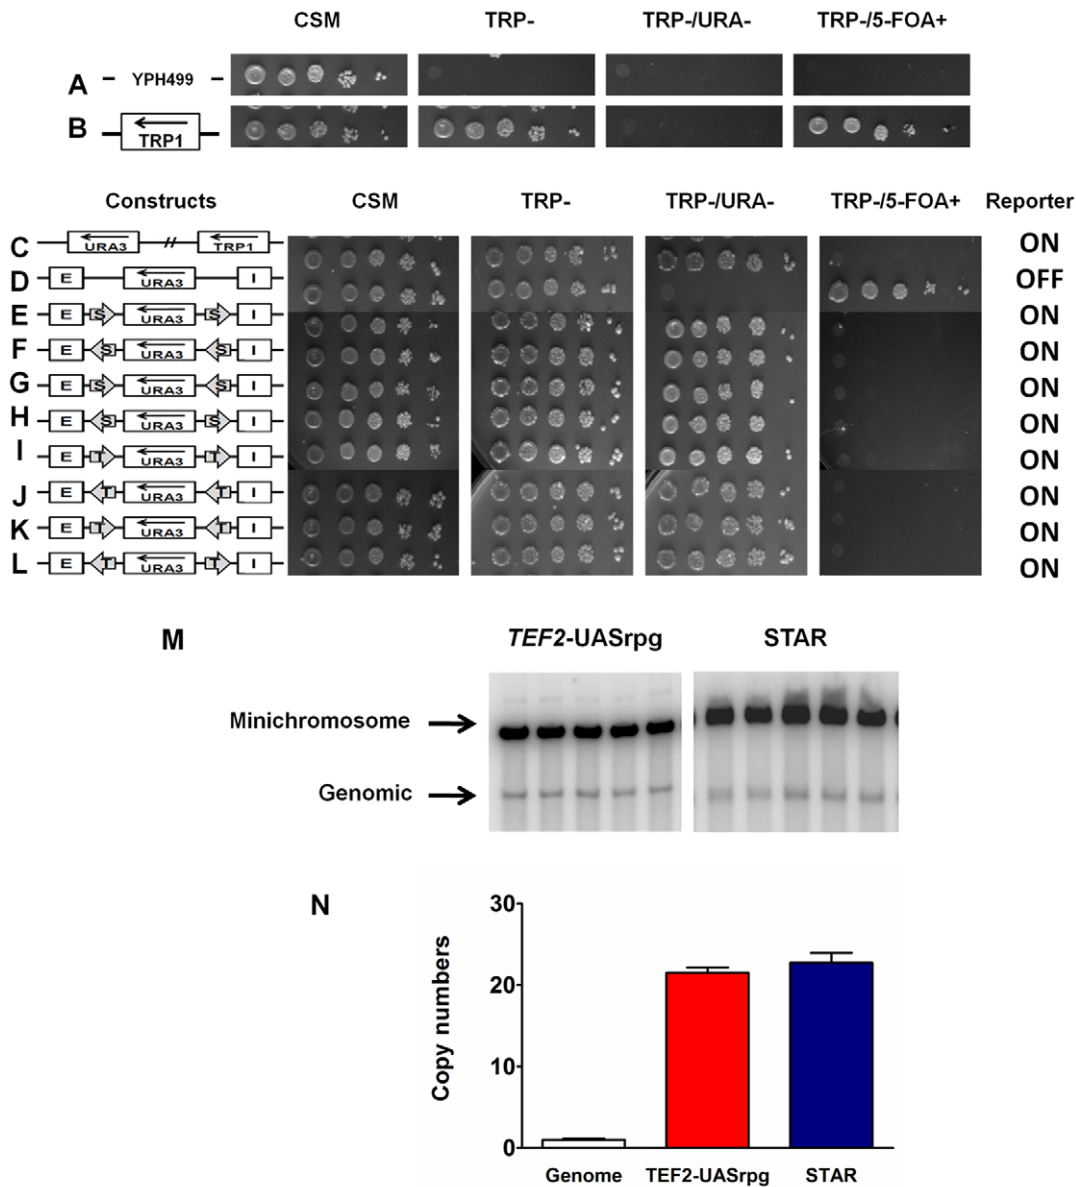 CSM TRP- TRP-/URA- TRP-/5-FOA+
A YPH499
B TRP1
Constructs CSM TRP- TRP-/URA- TRP-/5-FOA+ Reporter
C URA3 // TRP1 ON
D E URA3 I OFF
E E S URA3 S I ON
F E S URA3 S I ON
G E S URA3 S I ON
H E S URA3 S I ON
I E T URA3 T I ON
J E T URA3 T I ON
K E T URA3 T I ON
L E T URA3 T I ON
M TEF2-UASrpg STAR
Minichromosome
Genomic
N
Copy numbers
30
20
10
0
Genome TEF2-UASrpg STAR